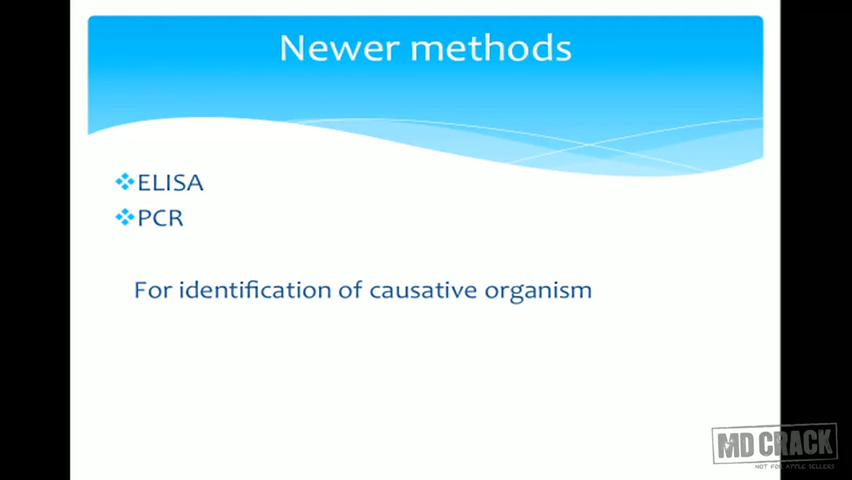 Newer methods
ELISA
PCR
For identification of causative organism
MD CRACK
NOT FOR APPLE SELLERS